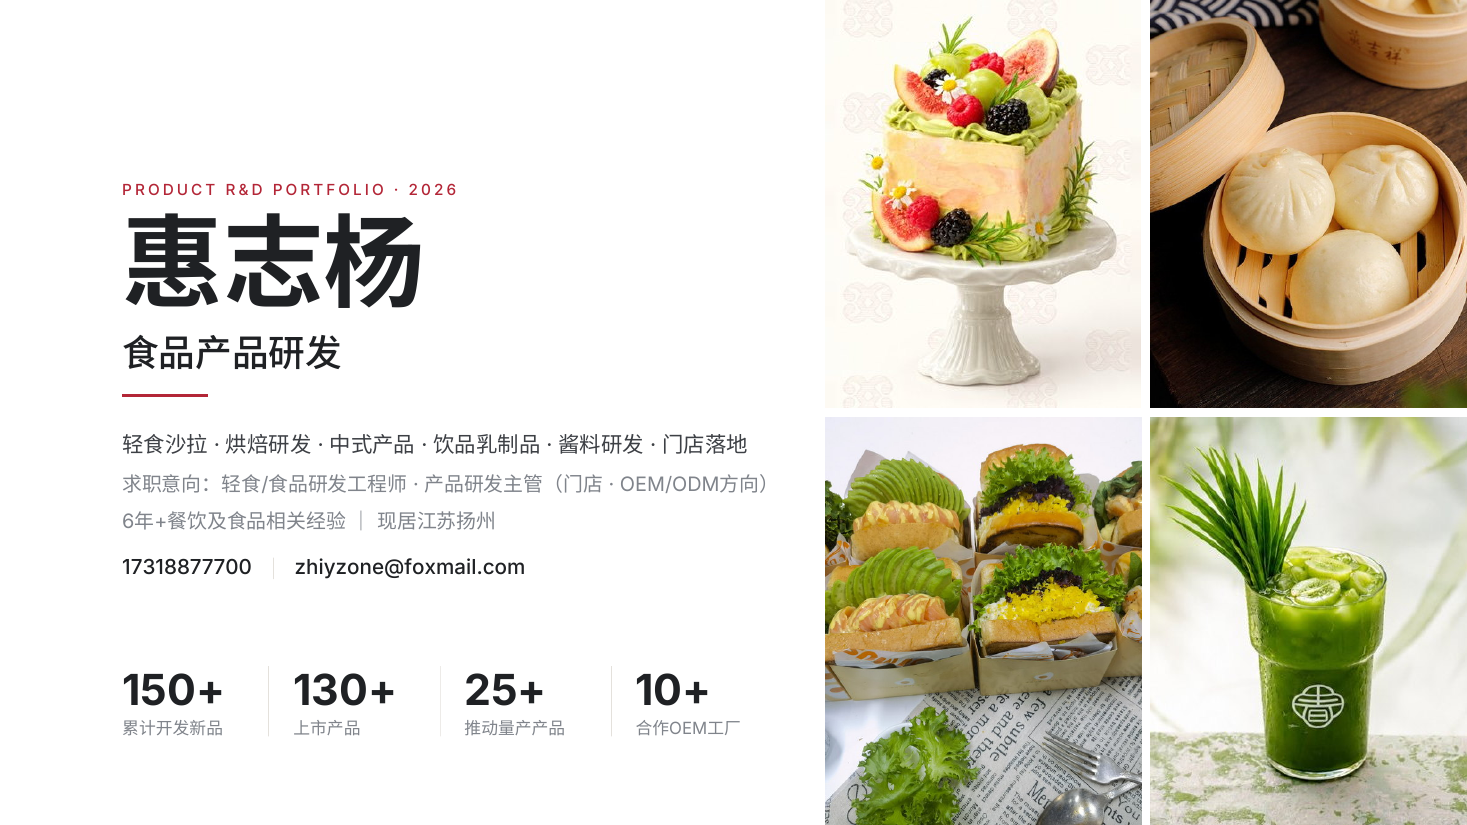 PRODUCT R&D PORTFOLIO · 2026
惠志杨
食品产品研发
轻食沙拉 · 烘焙研发 · 中式产品 · 饮品乳制品 · 酱料研发 · 门店落地
求职意向：轻食/食品研发工程师 · 产品研发主管（门店 · OEM/ODM方向）
6年+餐饮及食品相关经验 ｜ 现居江苏扬州
17318877700 | zhiyzone@foxmail.com
150+
累计开发新品
130+
上市产品
25+
推动量产产品
10+
合作OEM工厂